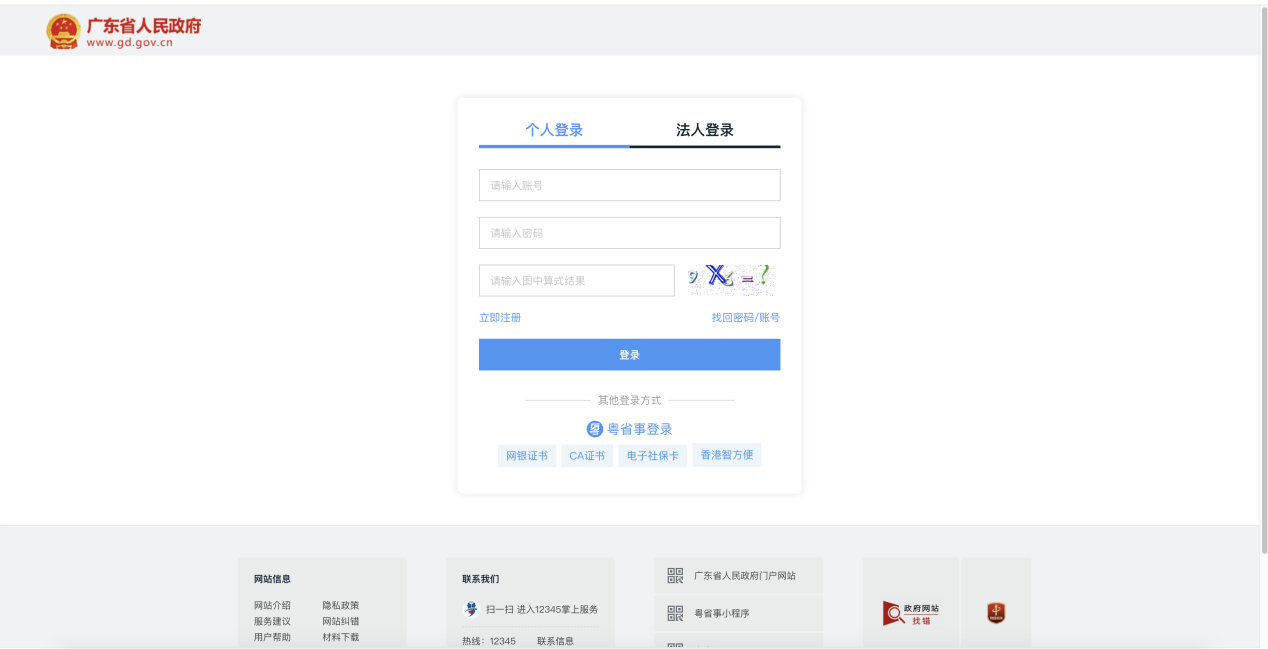 广东省人民政府
www.gd.gov.cn
个人登录 法人登录
请输入账号
请输入密码
请输入图中算式结果
立即注册 找回密码/账号
登录
其他登录方式
粤省事登录
网银证书 CA证书 电子社保卡 香港智方便
网站信息
网站介绍 隐私政策
服务建议 网站纠错
用户帮助 材料下载
联系我们
扫一扫 进入12345掌上服务
热线：12345 联系信息
广东省人民政府门户网站
粤省事小程序
政府网站
找错